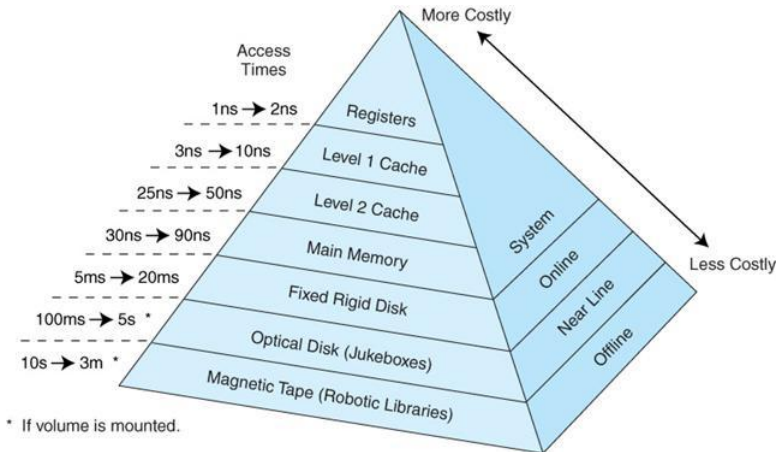 More Costly
Access
Times
1ns → 2ns
Registers
3ns → 10ns
Level 1 Cache
25ns → 50ns
Level 2 Cache
System
30ns → 90ns
Main Memory
Online
Less Costly
5ms → 20ms
Fixed Rigid Disk
Near Line
100ms → 5s *
Optical Disk (Jukeboxes)
Offline
10s → 3m *
Magnetic Tape (Robotic Libraries)
* If volume is mounted.